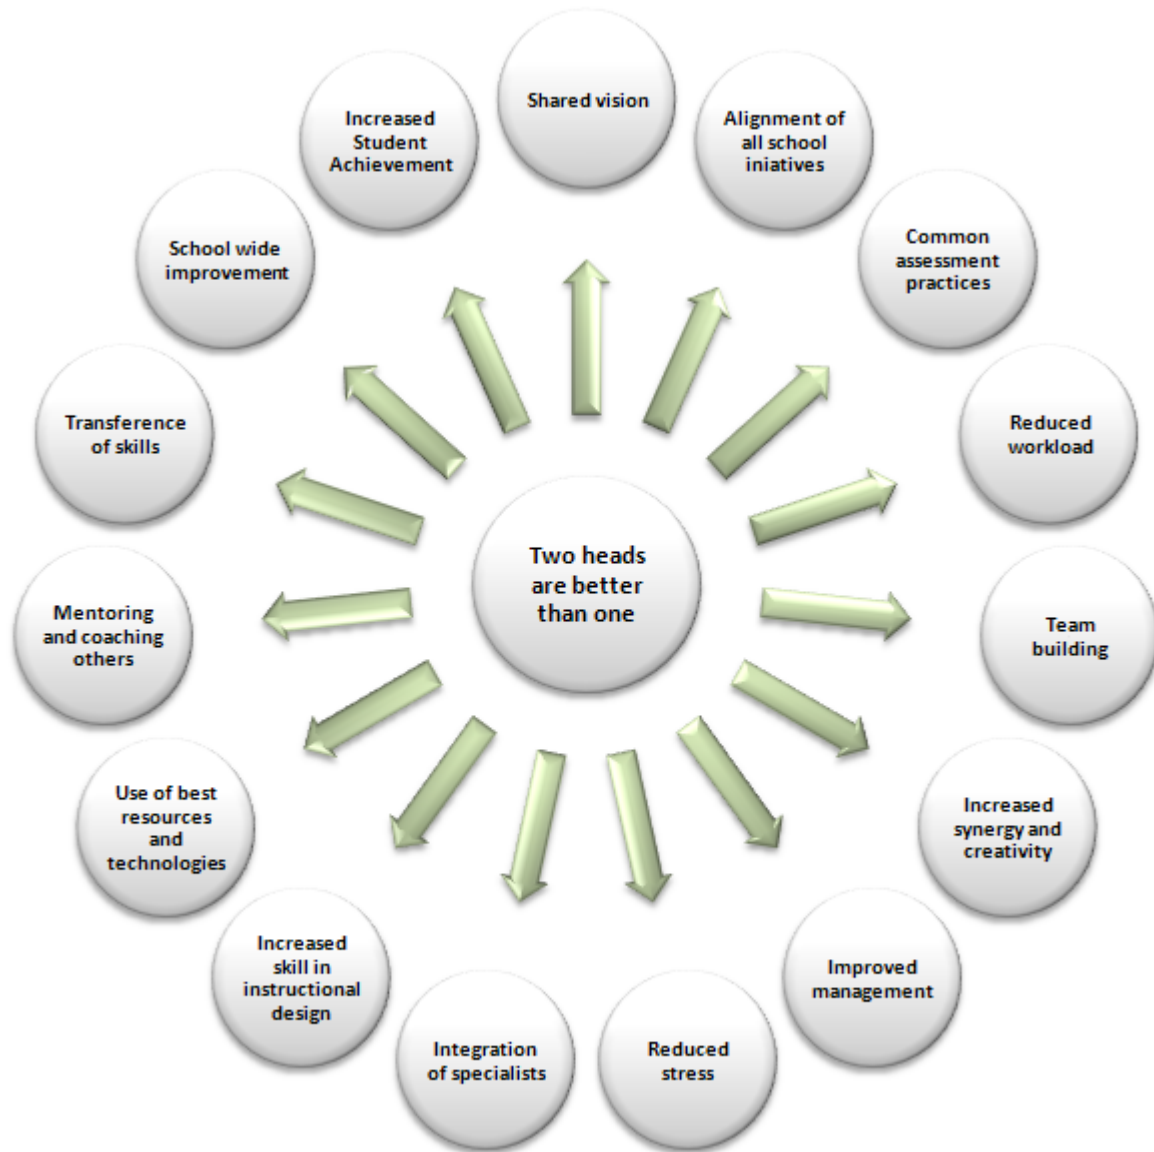 Shared vision
Alignment of
all school
iniatives
Common
assessment
practices
Reduced
workload
Team
building
Increased
synergy and
creativity
Improved
management
Reduced
stress
Integration
of specialists
Increased
skill in
instructional
design
Use of best
resources
and
technologies
Mentoring
and coaching
others
Transference
of skills
School wide
improvement
Increased
Student
Achievement
Two heads
are better
than one